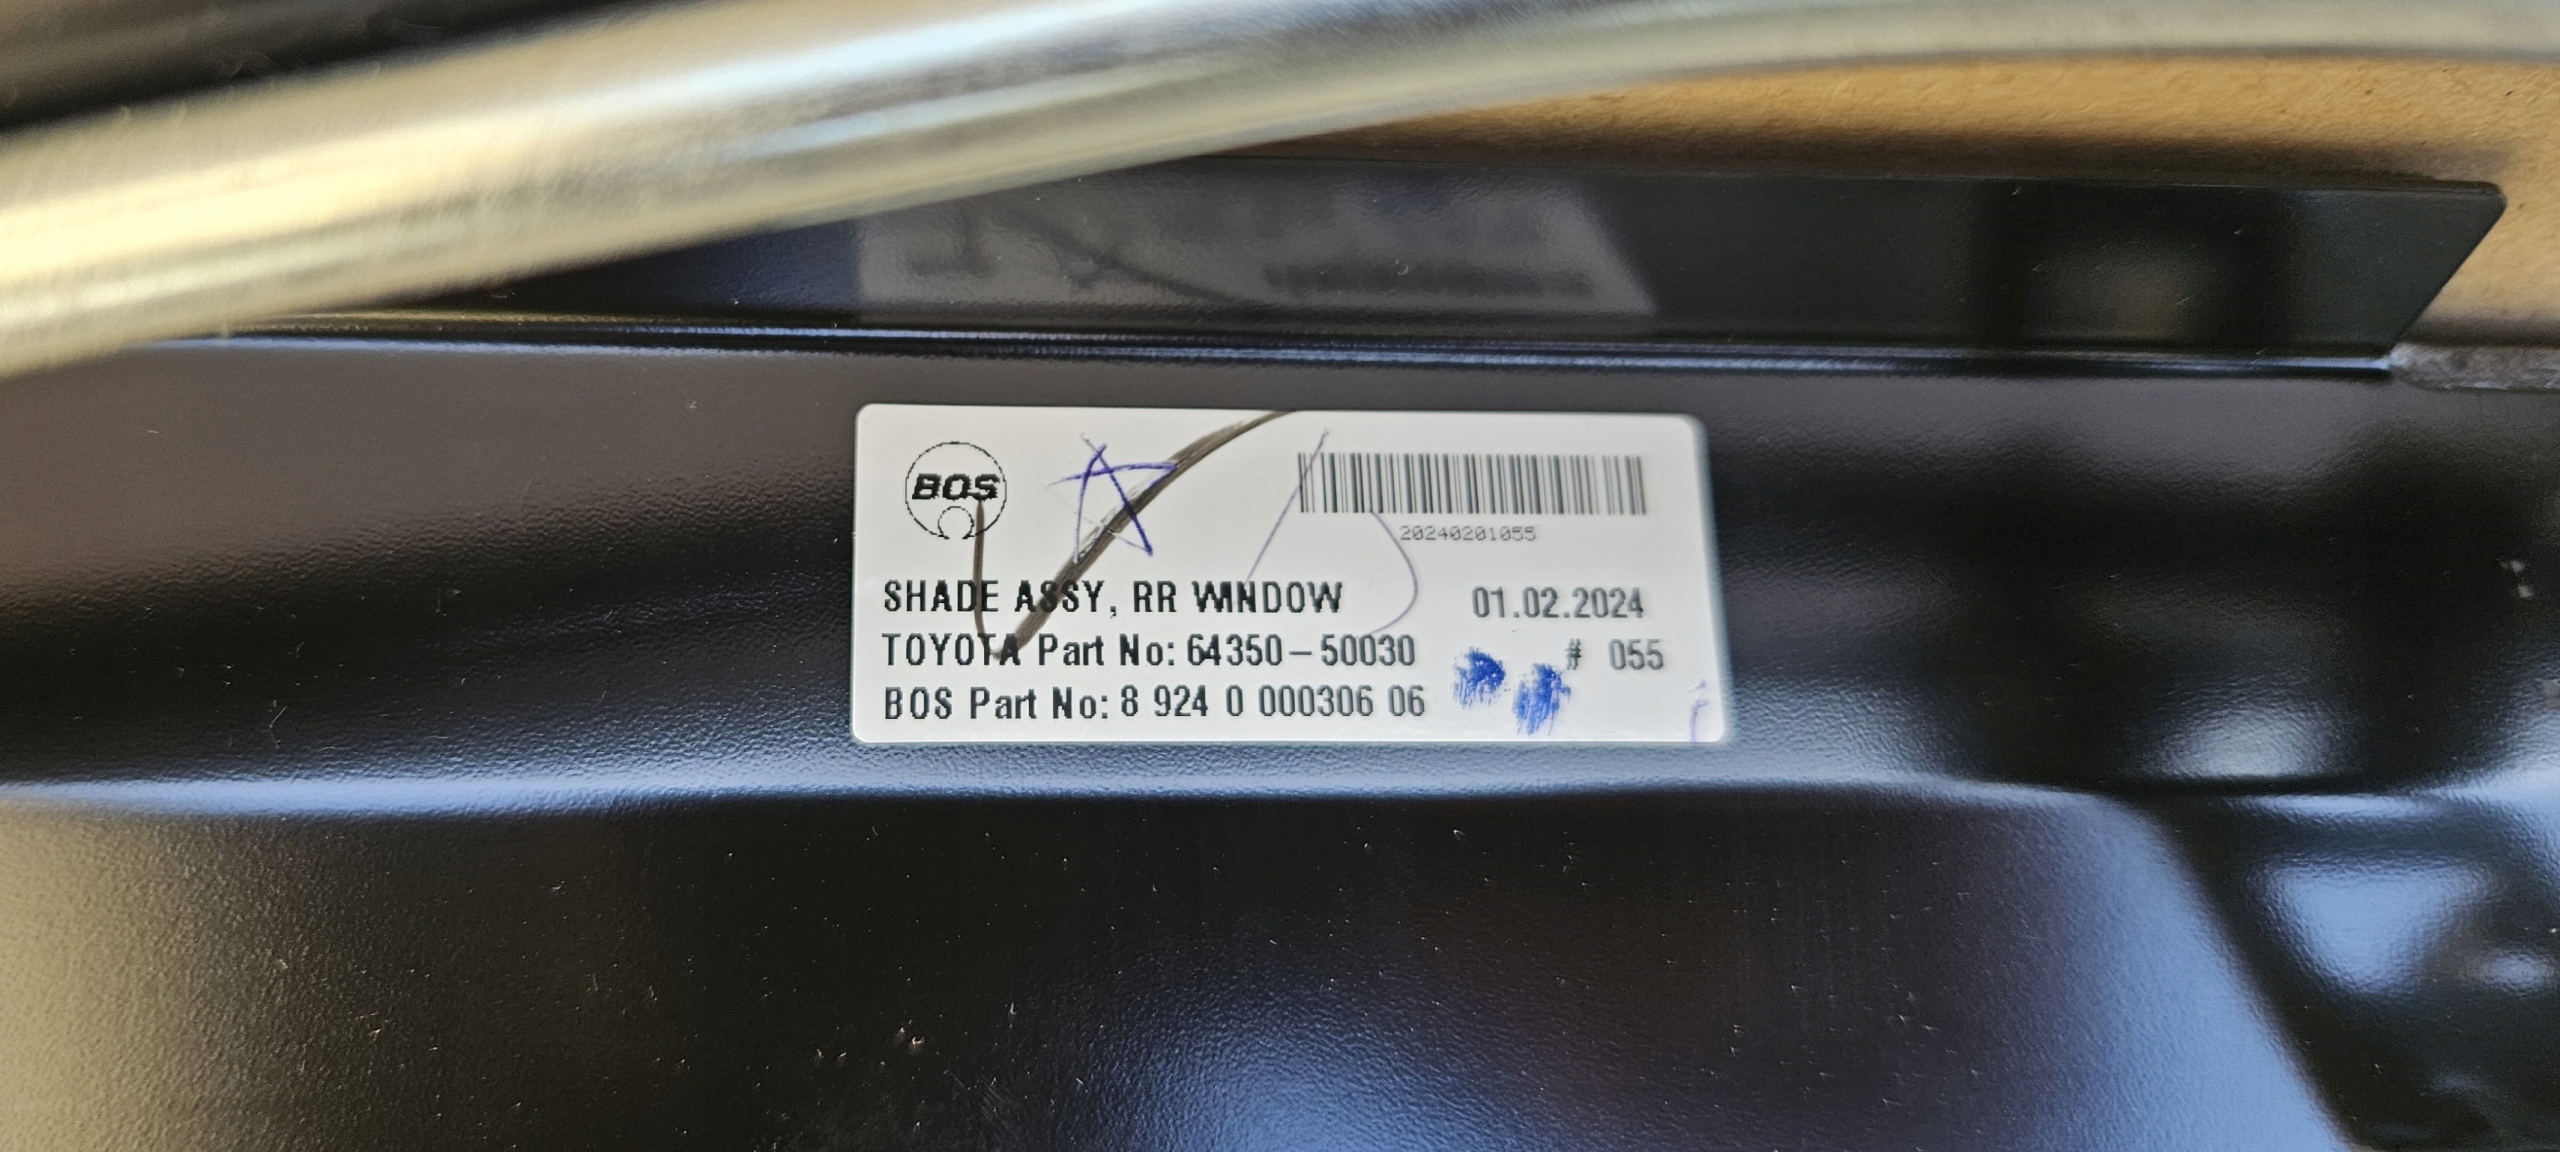 BOS
20240201055
SHADE ASSY, RR WINDOW
01.02.2024
TOYOTA Part No: 64350-50030
# 055
BOS Part No: 8 924 0 000306 06